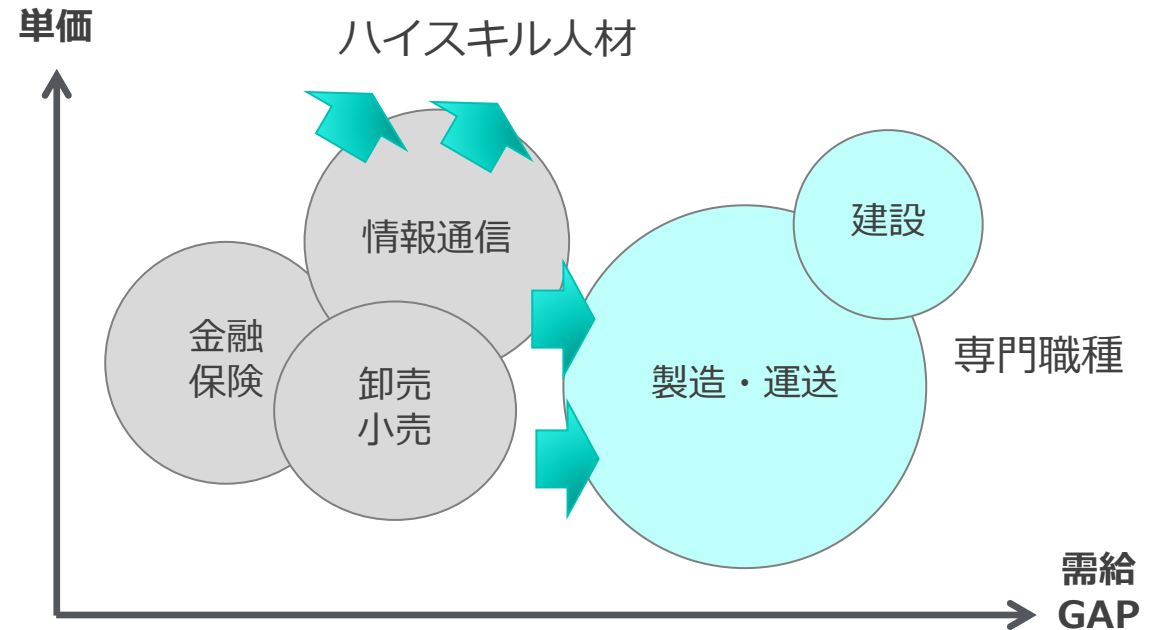 単価
ハイスキル人材
情報通信
建設
金融
保険
卸売
小売
製造・運送
専門職種
需給
GAP